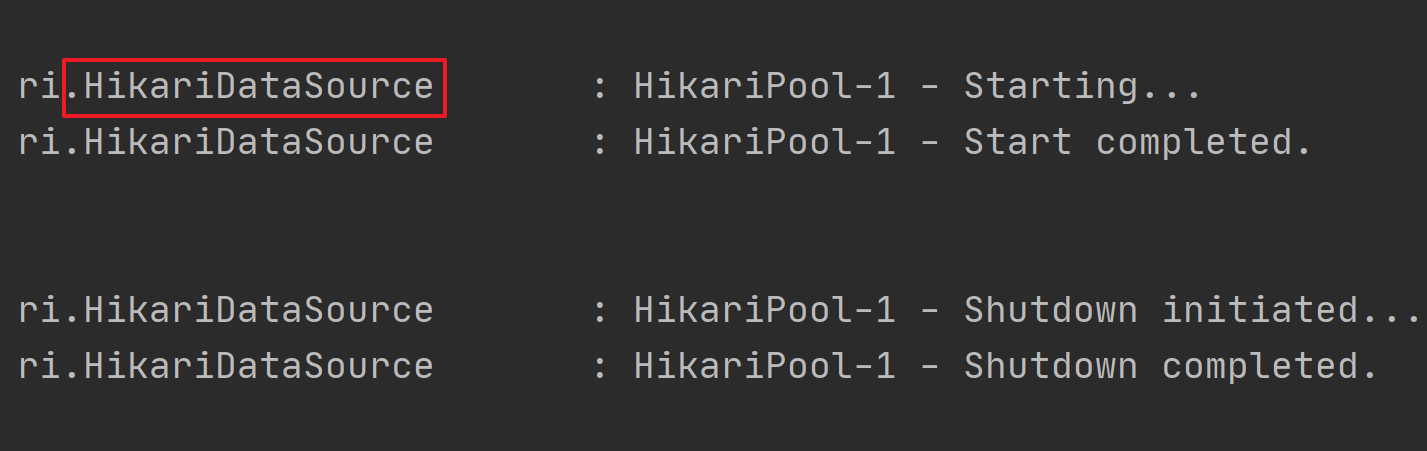 ri.HikariDataSource : HikariPool-1 - Starting...
ri.HikariDataSource : HikariPool-1 - Start completed.
ri.HikariDataSource : HikariPool-1 - Shutdown initiated...
ri.HikariDataSource : HikariPool-1 - Shutdown completed.